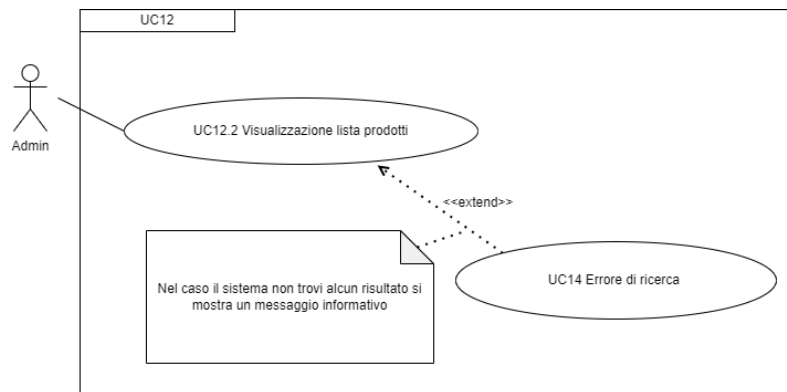 UC12
Admin
UC12.2 Visualizzazione lista prodotti
<<extend>>
Nel caso il sistema non trovi alcun risultato si
mostra un messaggio informativo
UC14 Errore di ricerca